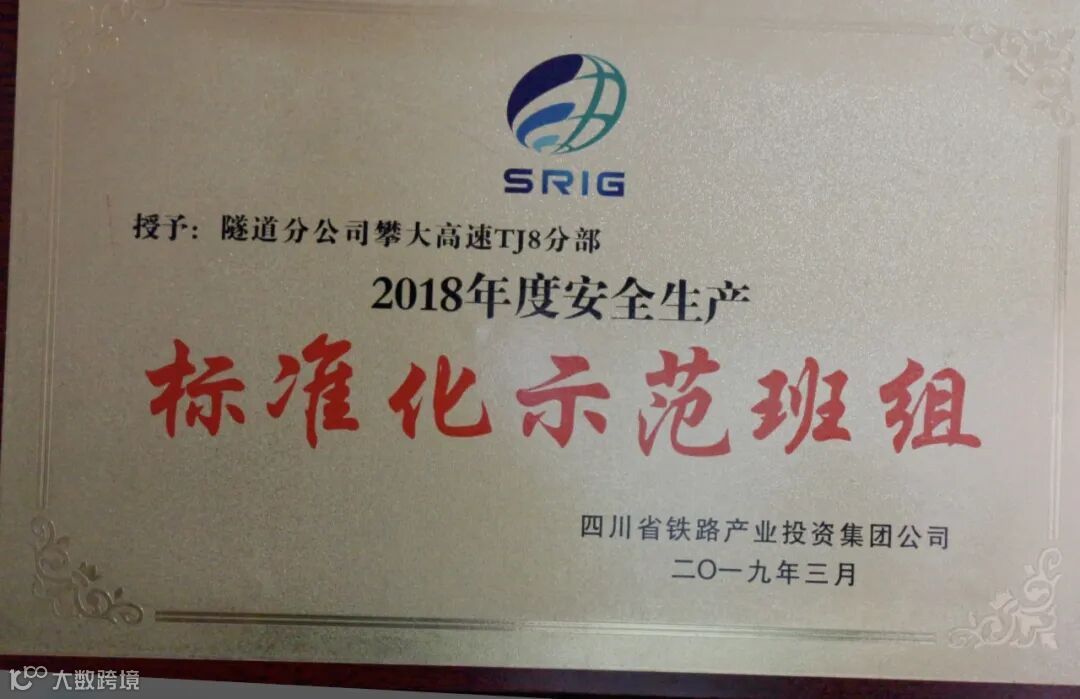 SRIG
授予：隧道分公司攀大高速TJ8分部
2018年度安全生产
标准化示范班组
四川省铁路产业投资集团公司
二〇一九年三月
大数跨境